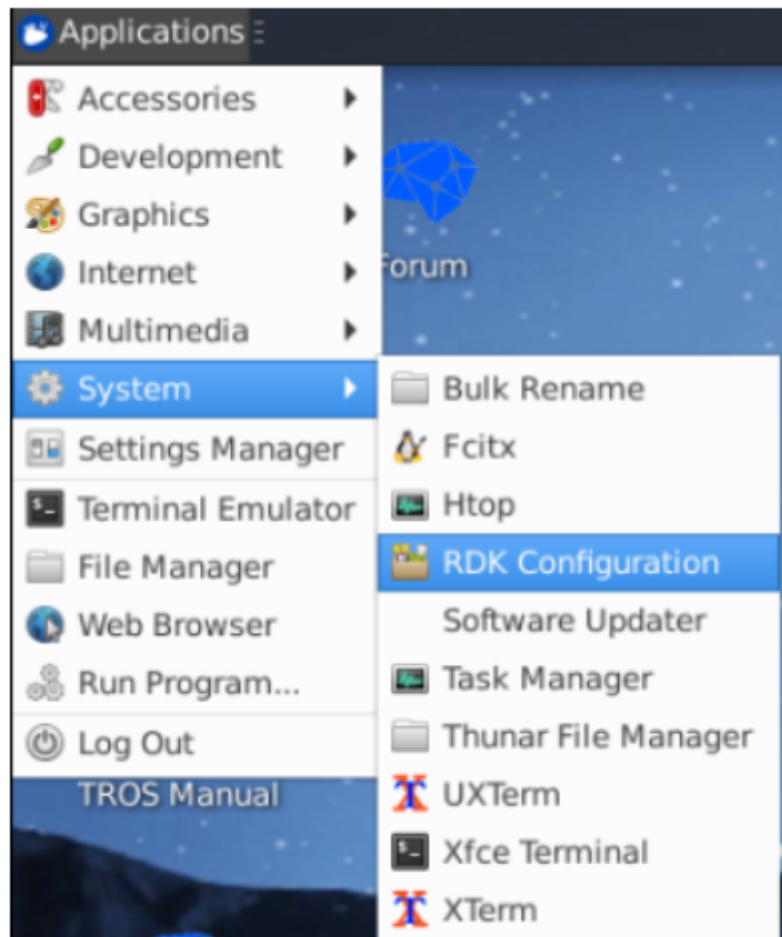 Applications
Accessories
Development
Graphics
Internet
Multimedia
System
Settings Manager
Terminal Emulator
File Manager
Web Browser
Run Program...
Log Out
TROS Manual
Forum
Bulk Rename
Fcitx
Htop
RDK Configuration
Software Updater
Task Manager
Thunar File Manager
UXTerm
Xfce Terminal
XTerm